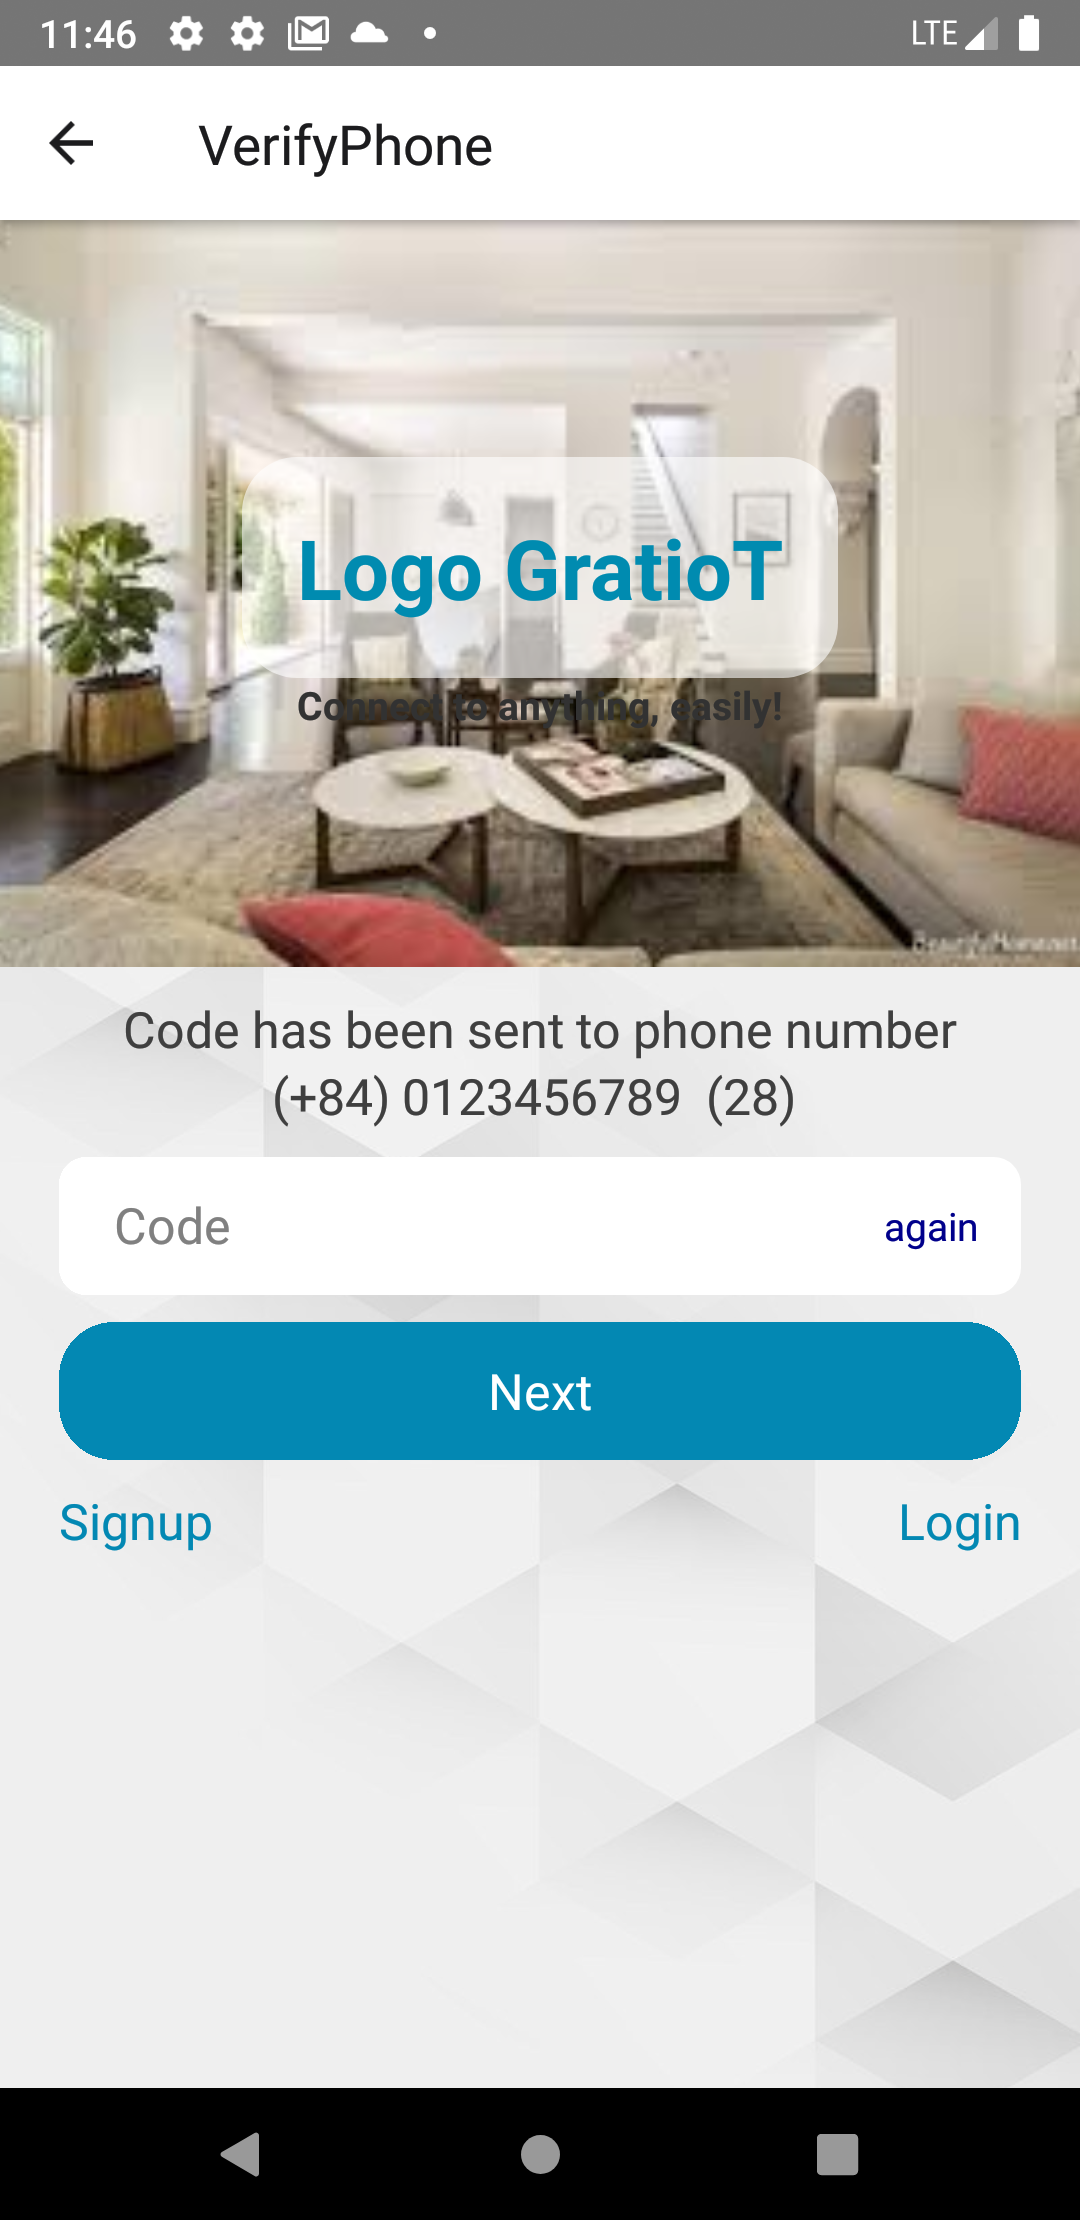 11:46
LTE
VerifyPhone
Logo GratioT
Connect to anything, easily!
BeautifulHomes.net
Code has been sent to phone number
(+84) 0123456789 (28)
Code
again
Next
Signup
Login